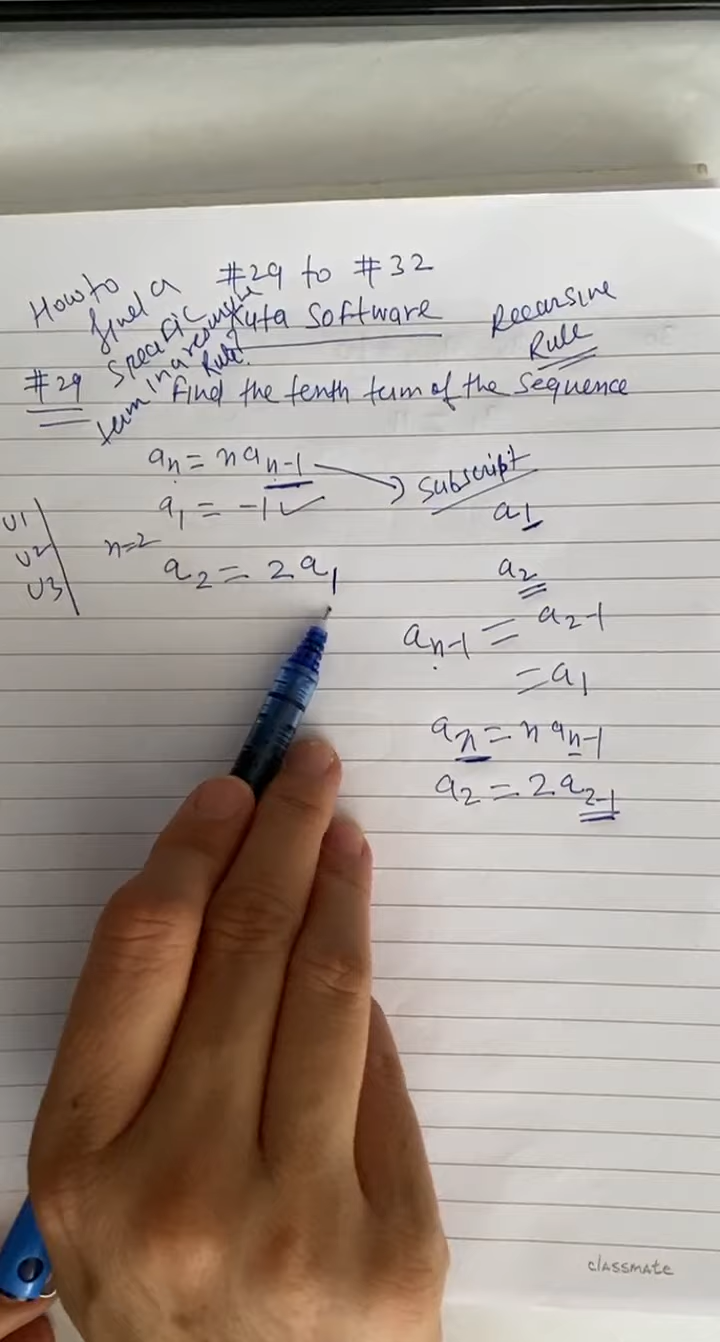 #29 to #32
Kuta Software
How to
find a
specific
term in a recursive
Rule?
Recursive
Rule
#29
Find the tenth term of the sequence
aₙ = n aₙ₋₁
subscript
a₁ = -1 ✓
a₁
U1
U2
U3
n=2
a₂ = 2a₁
a₂
aₙ₋₁ = a₂₋₁
= a₁
aₙ = n aₙ₋₁
a₂ = 2a₂₋₁
classmate